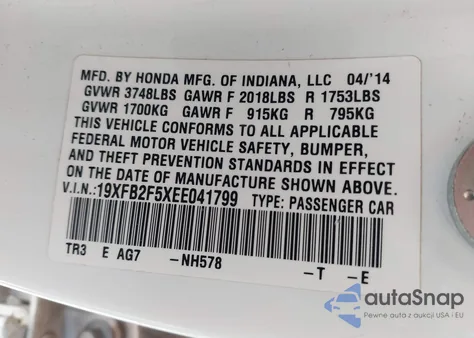 MFD. BY HONDA MFG. OF INDIANA, LLC 04/'14
GVWR 3748LBS GAWR F 2018LBS R 1753LBS
GVWR 1700KG GAWR F 915KG R 795KG
THIS VEHICLE CONFORMS TO ALL APPLICABLE
FEDERAL MOTOR VEHICLE SAFETY, BUMPER,
AND THEFT PREVENTION STANDARDS IN EFFECT
ON THE DATE OF MANUFACTURE SHOWN ABOVE.
V.I.N.:19XFB2F5XEE041799 TYPE: PASSENGER CAR
TR3 E AG7 -NH578 -T -E
autoSnap
Pewne auta z aukcji USA i EU